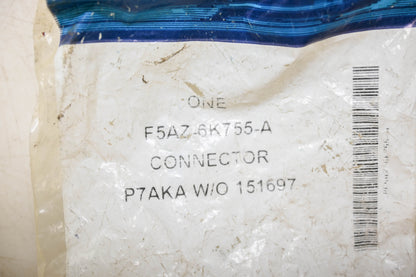 ONE
F5AZ-6K755-A
CONNECTOR
P7AKA W/O 151697